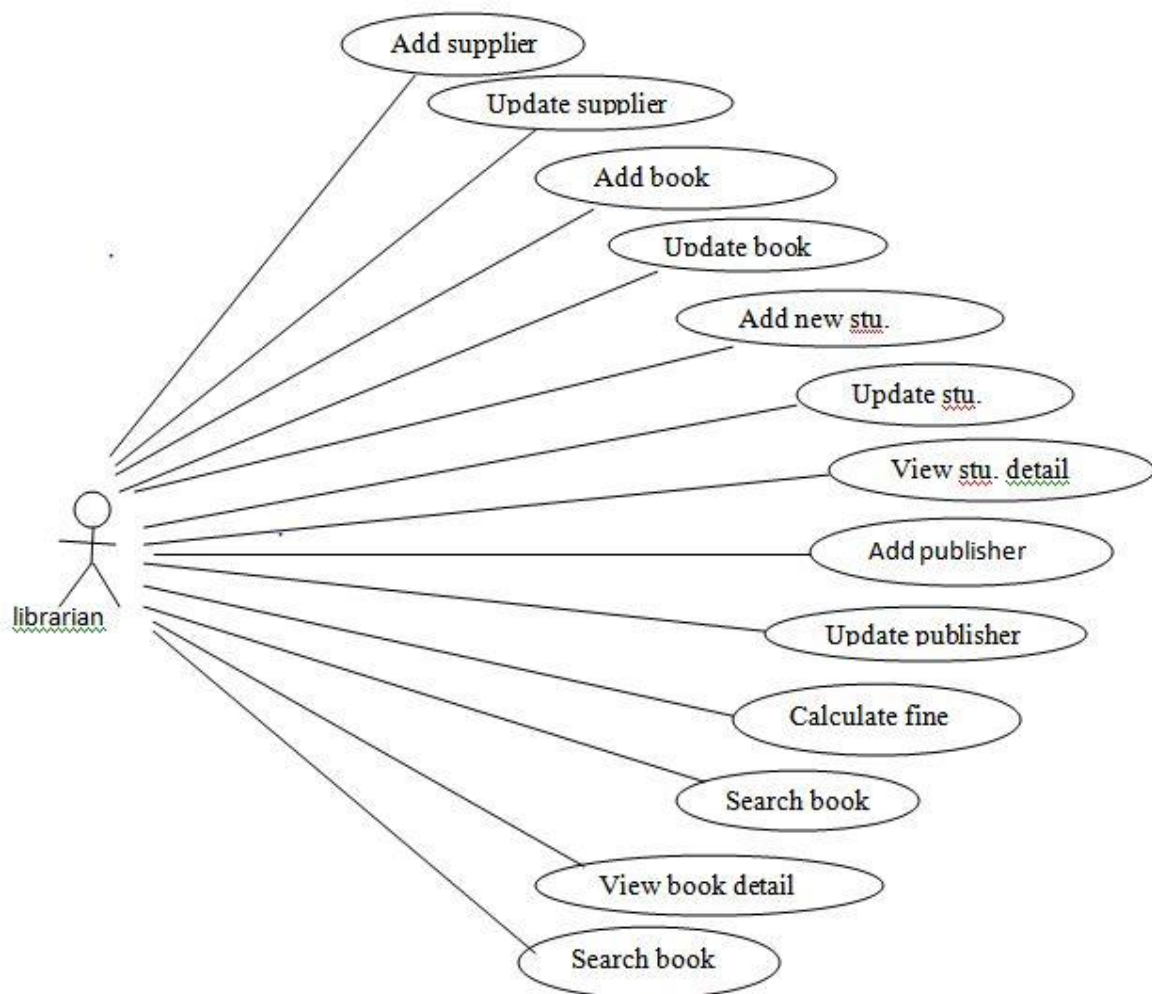 Add supplier
Update supplier
Add book
Update book
Add new stu.
Update stu.
View stu. detail
Add publisher
Update publisher
Calculate fine
Search book
View book detail
Search book
librarian